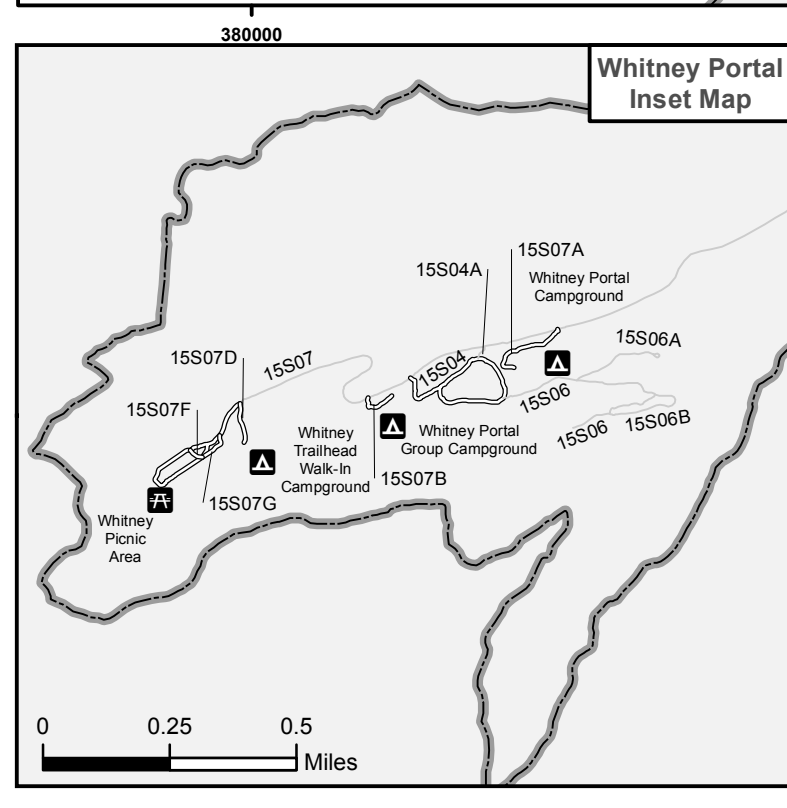 380000
Whitney Portal
Inset Map
15S07A
15S04A
Whitney Portal
Campground
15S06A
15S07D
15S07
15S04
15S06
15S07F
Whitney
Trailhead
Walk-In
Campground
Whitney Portal
Group Campground
15S06
15S06B
15S07B
15S07G
Whitney
Picnic
Area
0 0.25 0.5
Miles